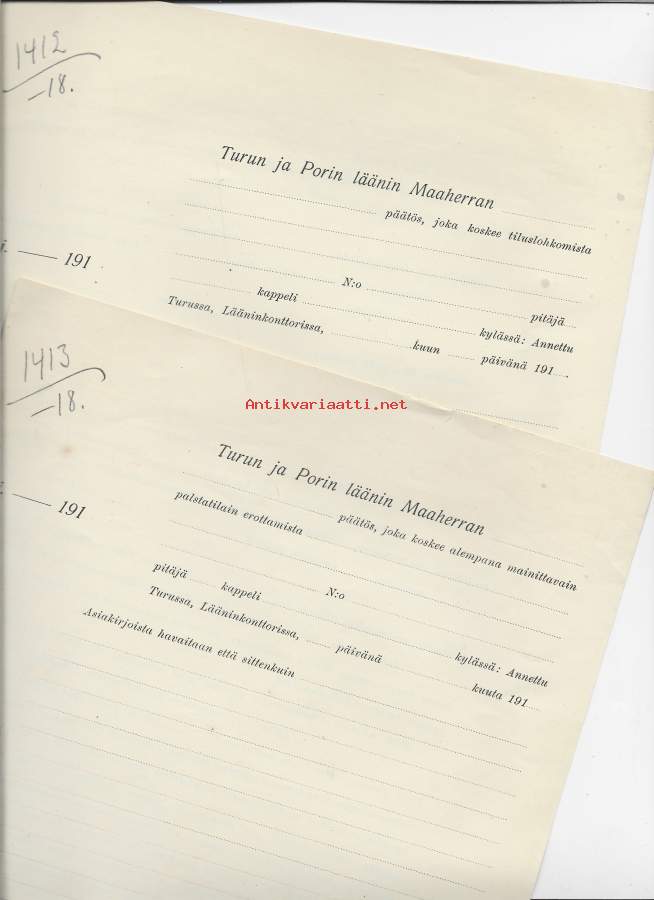 1412
–18.
Turun ja Porin läänin Maaherran
päätös, joka koskee tiluslohkomista
i. — 191
N:o
kappeli pitäjä
kylässä: Annettu
Turussa, Lääninkonttorissa, kuun päivänä 191 .
Antikvariaatti.net
1413
–18.
Turun ja Porin läänin Maaherran
päätös, joka koskee alempana mainittavain
palstatilain erottamista
— 191
N:o
pitäjä kappeli kylässä: Annettu
Turussa, Lääninkonttorissa, päivänä kuuta 191
Asiakirjoista havaitaan että sittenkuin